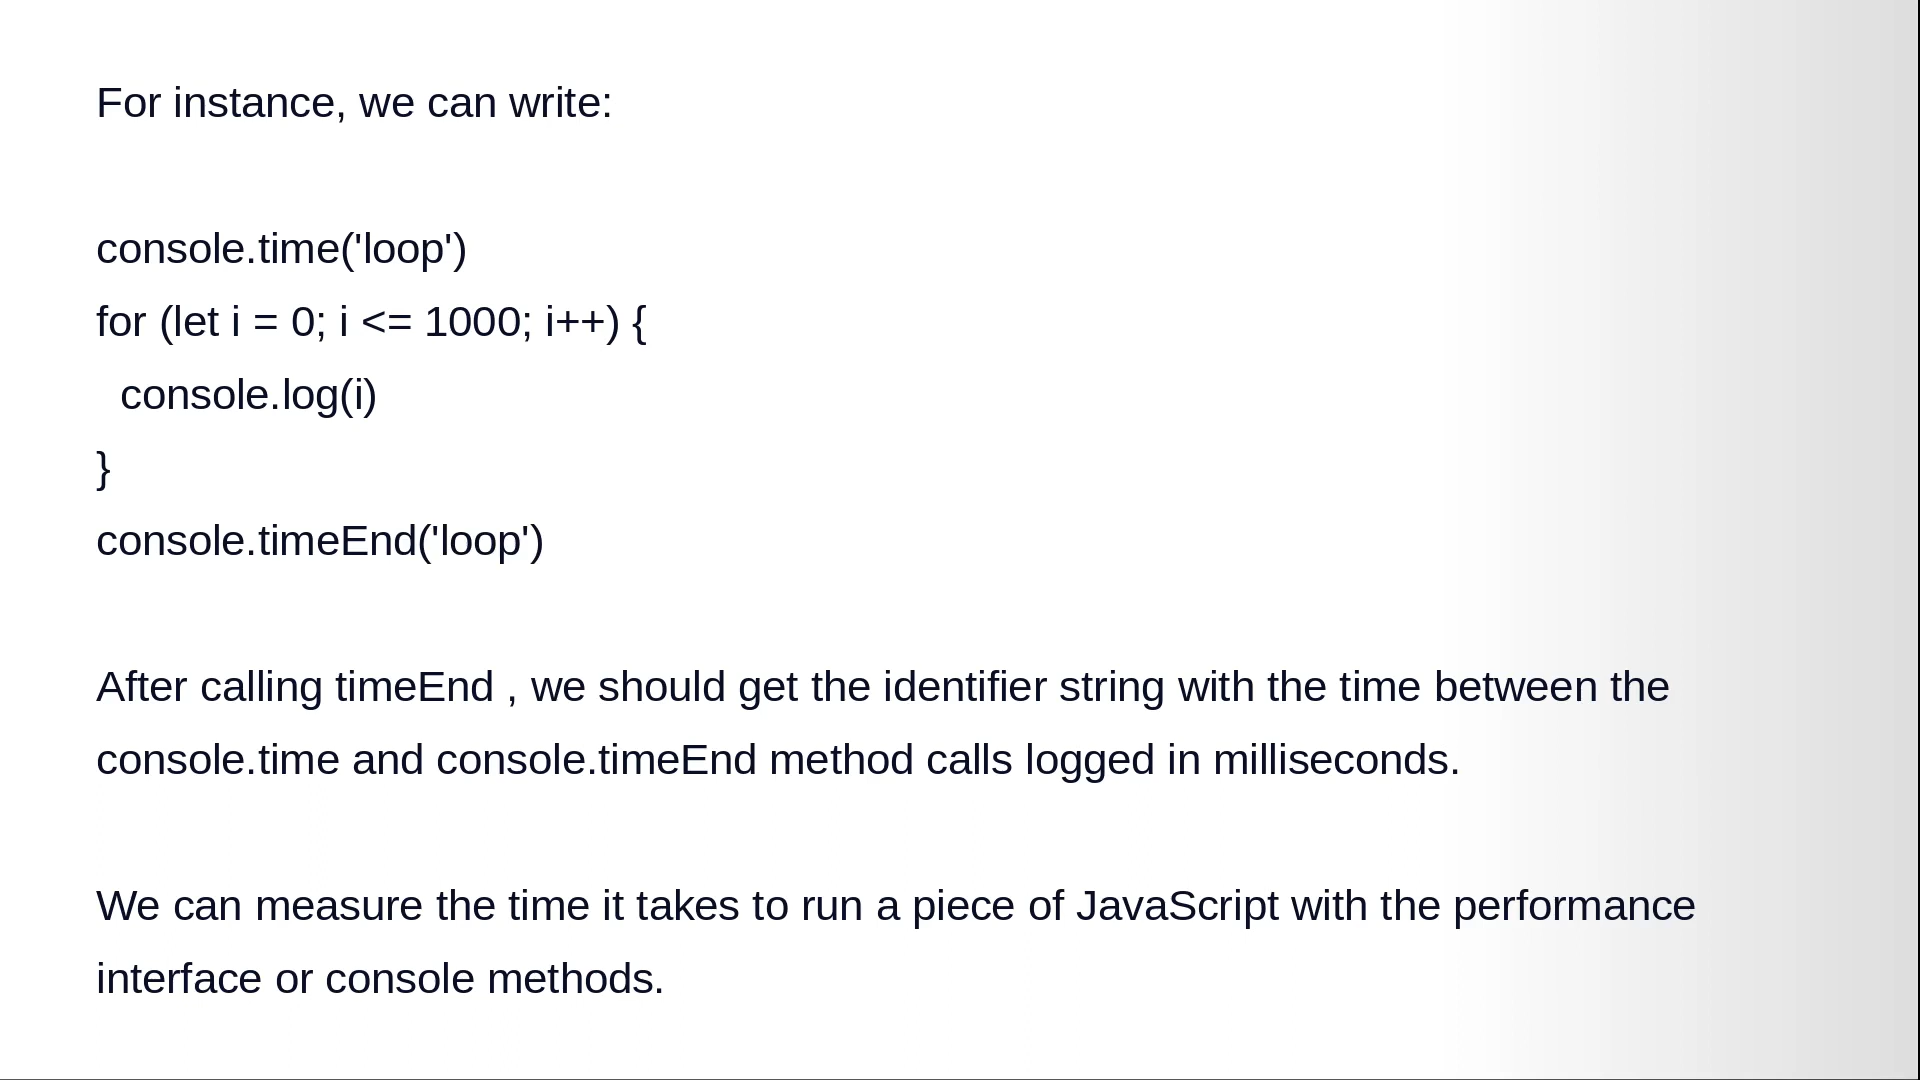 For instance, we can write:
console.time('loop')
for (let i = 0; i <= 1000; i++) {
  console.log(i)
}
console.timeEnd('loop')
After calling timeEnd , we should get the identifier string with the time between the
console.time and console.timeEnd method calls logged in milliseconds.
We can measure the time it takes to run a piece of JavaScript with the performance
interface or console methods.